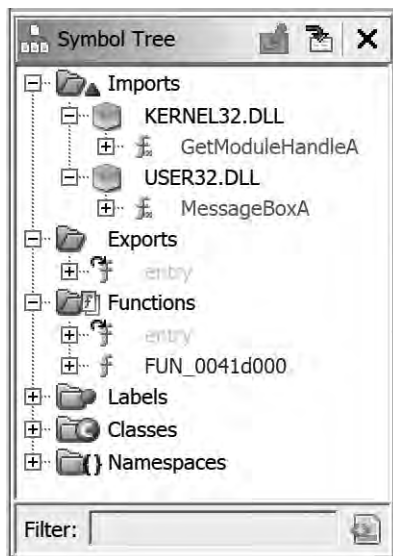 Symbol Tree
Imports
KERNEL32.DLL
GetModuleHandleA
USER32.DLL
MessageBoxA
Exports
entry
Functions
entry
FUN_0041d000
Labels
Classes
Namespaces
Filter: